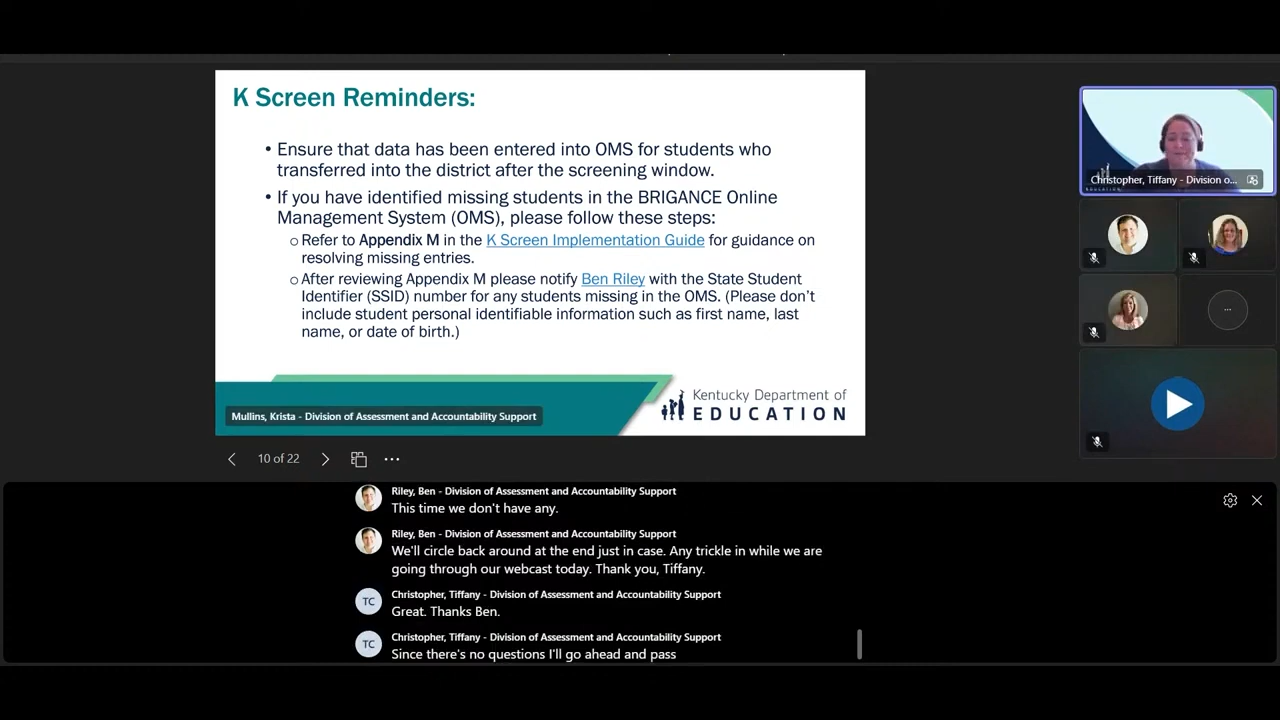 K Screen Reminders:
• Ensure that data has been entered into OMS for students who
transferred into the district after the screening window.
• If you have identified missing students in the BRIGANCE Online
Management System (OMS), please follow these steps:
o Refer to Appendix M in the K Screen Implementation Guide for guidance on
resolving missing entries.
o After reviewing Appendix M please notify Ben Riley with the State Student
Identifier (SSID) number for any students missing in the OMS. (Please don't
include student personal identifiable information such as first name, last
name, or date of birth.)
Mullins, Krista - Division of Assessment and Accountability Support
Kentucky Department of
EDUCATION
Christopher, Tiffany - Division o...
10 of 22
Riley, Ben - Division of Assessment and Accountability Support
This time we don't have any.
Riley, Ben - Division of Assessment and Accountability Support
We'll circle back around at the end just in case. Any trickle in while we are
going through our webcast today. Thank you, Tiffany.
TC
Christopher, Tiffany - Division of Assessment and Accountability Support
Great. Thanks Ben.
TC
Christopher, Tiffany - Division of Assessment and Accountability Support
Since there's no questions I'll go ahead and pass